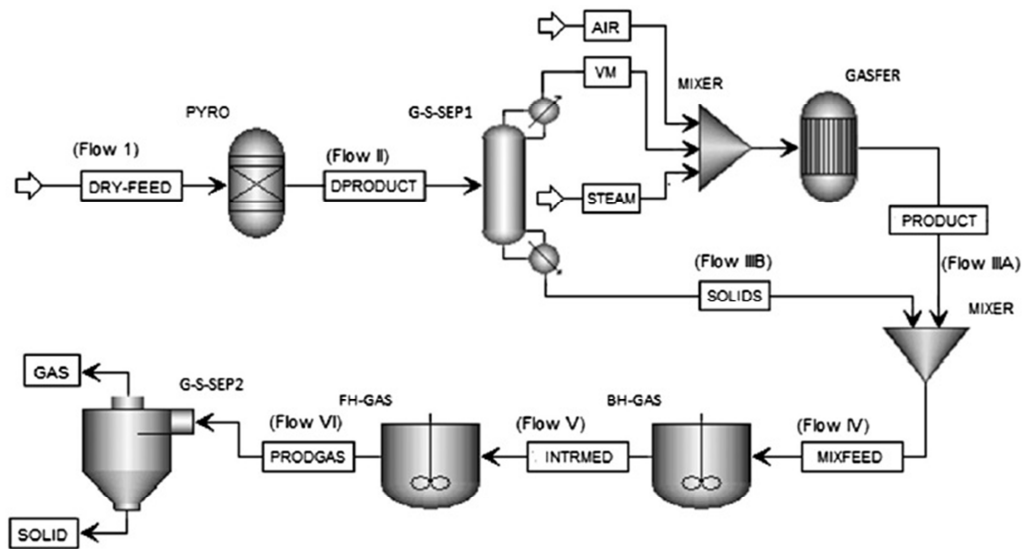 AIR
VM
MIXER
GASFER
PYRO
G-S-SEP1
(Flow 1)
(Flow II)
DRY-FEED
DPRODUCT
STEAM
PRODUCT
(Flow IIIB)
(Flow IIIA)
SOLIDS
MIXER
GAS
G-S-SEP2
FH-GAS
BH-GAS
(Flow VI)
(Flow V)
(Flow IV)
PRODGAS
INTRMED
MIXFEED
SOLID